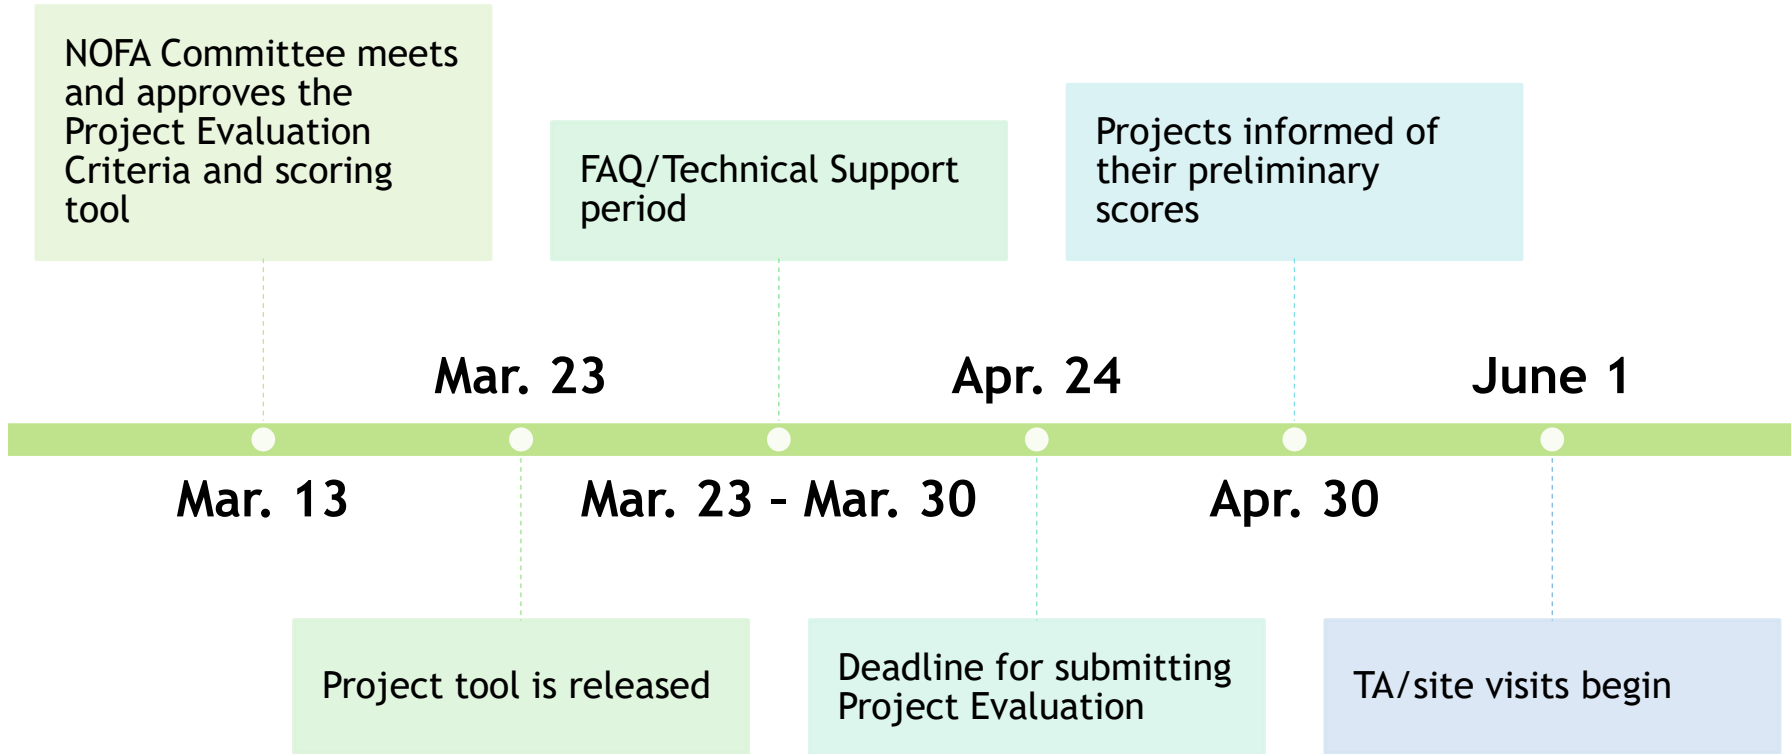 NOFA Committee meets
and approves the
Project Evaluation
Criteria and scoring
tool
FAQ/Technical Support
period
Projects informed of
their preliminary
scores
Mar. 23
Apr. 24
June 1
Mar. 13
Mar. 23 – Mar. 30
Apr. 30
Project tool is released
Deadline for submitting
Project Evaluation
TA/site visits begin